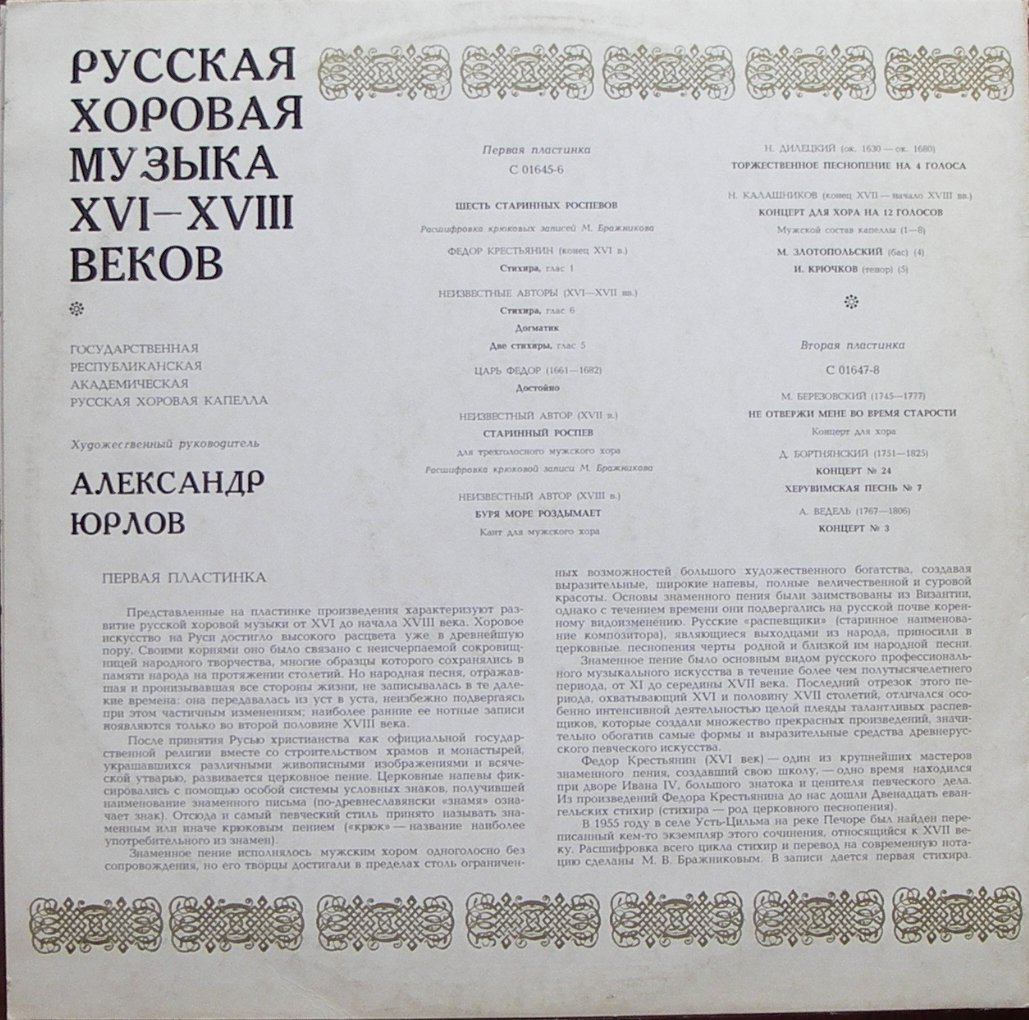 РУССКАЯ
ХОРОВАЯ
МУЗЫКА
XVI—XVIII
ВЕКОВ
ГОСУДАРСТВЕННАЯ
РЕСПУБЛИКАНСКАЯ
АКАДЕМИЧЕСКАЯ
РУССКАЯ ХОРОВАЯ КАПЕЛЛА
Художественный руководитель
АЛЕКСАНДР
ЮРЛОВ
Первая пластинка
С 01645-6
ШЕСТЬ СТАРИННЫХ РОСПЕВОВ
Расшифровка крюковых записей М. Бражникова
ФЕДОР КРЕСТЬЯНИН (конец XVI в.)
Стихира, глас 1
НЕИЗВЕСТНЫЕ АВТОРЫ (XVI—XVII вв.)
Стихира, глас 6
Догматик
Две стихиры, глас 5
ЦАРЬ ФЕДОР (1661—1682)
Достойно
НЕИЗВЕСТНЫЙ АВТОР (XVII в.)
СТАРИННЫЙ РОСПЕВ
для трехголосного мужского хора
Расшифровка крюковой записи М. Бражникова
НЕИЗВЕСТНЫЙ АВТОР (XVIII в.)
БУРЯ МОРЕ РОЗДЫМАЕТ
Кант для мужского хора
Н. ДИЛЕЦКИЙ (ок. 1630 — ок. 1680)
ТОРЖЕСТВЕННОЕ ПЕСНОПЕНИЕ НА 4 ГОЛОСА
Н. КАЛАШНИКОВ (конец XVII — начало XVIII вв.)
КОНЦЕРТ ДЛЯ ХОРА НА 12 ГОЛОСОВ
Мужской состав капеллы (1—8)
М. ЗЛОТОПОЛЬСКИЙ (бас) (4)
И. КРЮЧКОВ (тенор) (5)
Вторая пластинка
С 01647-8
М. БЕРЕЗОВСКИЙ (1745—1777)
НЕ ОТВЕРЖИ МЕНЕ ВО ВРЕМЯ СТАРОСТИ
Концерт для хора
Д. БОРТНЯНСКИЙ (1751—1825)
КОНЦЕРТ № 24
ХЕРУВИМСКАЯ ПЕСНЬ № 7
А. ВЕДЕЛЬ (1767—1806)
КОНЦЕРТ № 3
ПЕРВАЯ ПЛАСТИНКА
Представленные на пластинке произведения характеризуют раз-
витие русской хоровой музыки от XVI до начала XVIII века. Хоровое
искусство на Руси достигло высокого расцвета уже в древнейшую
пору. Своими корнями оно было связано с неисчерпаемой сокровищ-
ницей народного творчества, многие образцы которого сохранялись в
памяти народа на протяжении столетий. Но народная песня, отражав-
шая и пронизывавшая все стороны жизни, не записывалась в те дале-
кие времена: она передавалась из уст в уста, неизбежно подвергаясь
при этом частичным изменениям; наиболее ранние ее нотные записи
появляются только во второй половине XVIII века.
После принятия Русью христианства как официальной государ-
ственной религии вместе со строительством храмов и монастырей,
украшавшихся различными живописными изображениями и всяче-
ской утварью, развивается церковное пение. Церковные напевы фик-
сировались с помощью особой системы условных знаков, получившей
наименование знаменного письма (по-древнеславянски «знамя» озна-
чает знак). Отсюда и самый певческий стиль принято называть зна-
менным или иначе крюковым пением («крюк» — название наиболее
употребительного из знамен).
Знаменное пение исполнялось мужским хором одноголосно без
сопровождения, но его творцы достигали в пределах столь ограничен-
ных возможностей большого художественного богатства, создавая
выразительные, широкие напевы, полные величественной и суровой
красоты. Основы знаменного пения были заимствованы из Византии,
однако с течением времени они подвергались на русской почве корен-
ному видоизменению. Русские «распевщики» (старинное наименова-
ние композитора), являющиеся выходцами из народа, приносили в
церковные песнопения черты родной и близкой им народной песни.
Знаменное пение было основным видом русского профессиональ-
ного музыкального искусства в течение более чем полутысячелетнего
периода, от XI до середины XVII века. Последний отрезок этого пе-
риода, охватывающий XVI и половину XVII столетий, отличался осо-
бенно интенсивной деятельностью целой плеяды талантливых распев-
щиков, которые создали множество прекрасных произведений, значи-
тельно обогатив самые формы и выразительные средства древнерус-
ского певческого искусства.
Федор Крестьянин (XVI век) — один из крупнейших мастеров
знаменного пения, создавший свою школу, — одно время находился
при дворе Ивана IV, большого знатока и ценителя певческого дела.
Из произведений Федора Крестьянина до нас дошли Двенадцать еван-
гельских стихир (стихира — род церковного песнопения).
В 1955 году в селе Усть-Цильма на реке Печоре был найден пере-
писанный кем-то экземпляр этого сочинения, относящийся к XVII ве-
ку. Расшифровка всего цикла стихир и перевод на современную нота-
цию сделаны М. В. Бражниковым. В записи дается первая стихира.